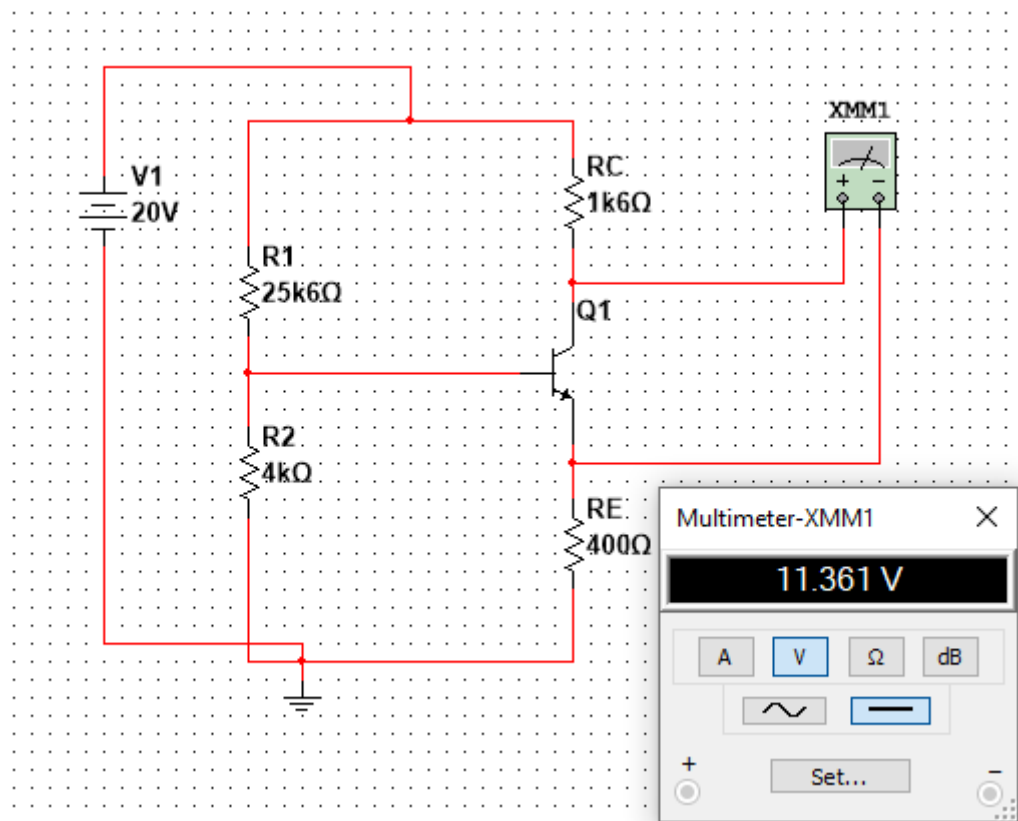 XMM1
+ −
V1
20V
RC
1k6Ω
R1
25k6Ω
Q1
R2
4kΩ
RE
400Ω
Multimeter-XMM1
11.361 V
A V Ω dB
+ Set... −